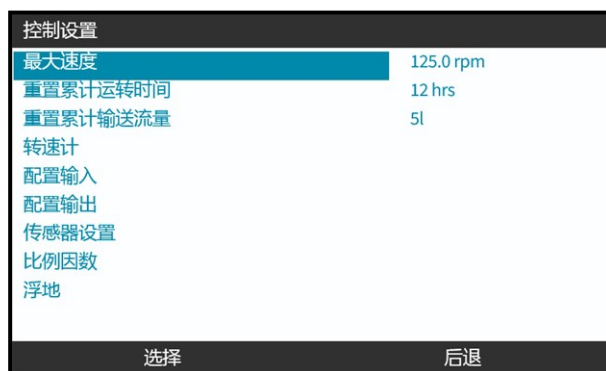 控制设置
最大速度 125.0 rpm
重置累计运转时间 12 hrs
重置累计输送流量 5l
转速计
配置输入
配置输出
传感器设置
比例因数
浮地
选择 后退